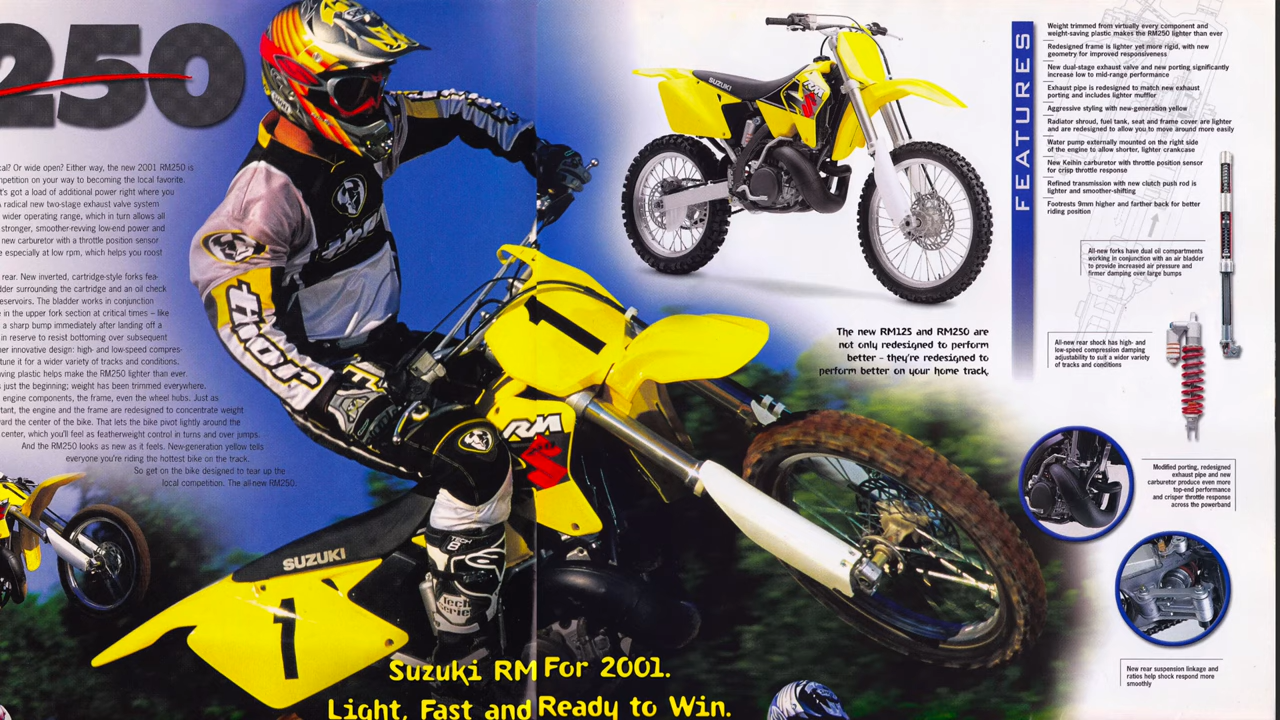 250
ca? Or wide open? Either way, the new 2001 RM250 is
petition on your way to becoming the local favorite.
t's got a load of additional power right where you
A radical new two-stage exhaust valve system
wider operating range, which in turn allows all
stronger, smoother-revving low-end power and
new carburetor with a throttle position sensor
e especially at low rpm, which helps you roost
rear. New inverted, cartridge-style forks fea-
dder surrounding the cartridge and an oil check
eservoirs. The bladder works in conjunction
e in the upper fork section at critical times – like
a sharp bump immediately after landing off a
in reserve to resist bottoming over subsequent
er innovative design: high- and low-speed compres-
tune it for a wider variety of tracks and conditions.
ving plastic helps make the RM250 lighter than ever.
s just the beginning; weight has been trimmed everywhere.
engine components, the frame, even the wheel hubs. Just as
tant, the engine and the frame are redesigned to concentrate weight
ard the center of the bike. That lets the bike pivot lightly around the
center, which you'll feel as featherweight control in turns and over jumps.
And the RM250 looks as new as it feels. New-generation yellow tells
everyone you're riding the hottest bike on the track.
So get on the bike designed to tear up the
local competition. The all-new RM250.
thor
1
RM
S
SUZUKI
1
TECH 8
Tech
Series
SUZUKI
RM
The new RM125 and RM250 are
not only redesigned to perform
better – they're redesigned to
perform better on your home track.
FEATURES
Weight trimmed from virtually every component and
weight-saving plastic makes the RM250 lighter than ever
Redesigned frame is lighter yet more rigid, with new
geometry for improved responsiveness
New dual-stage exhaust valve and new porting significantly
increase low to mid-range performance
Exhaust pipe is redesigned to match new exhaust
porting and includes lighter muffler
Aggressive styling with new-generation yellow
Radiator shroud, fuel tank, seat and frame cover are lighter
and are redesigned to allow you to move around more easily
Water pump externally mounted on the right side
of the engine to allow shorter, lighter crankcase
New Keihin carburetor with throttle position sensor
for crisp throttle response
Refined transmission with new clutch push rod is
lighter and smoother-shifting
Footrests 9mm higher and farther back for better
riding position
All-new forks have dual oil compartments
working in conjunction with an air bladder
to provide increased air pressure and
firmer damping over large bumps
All-new rear shock has high- and
low-speed compression damping
adjustability to suit a wider variety
of tracks and conditions
Modified porting, redesigned
exhaust pipe and new
carburetor produce even more
top-end performance
and crisper throttle response
across the powerband
New rear suspension linkage and
ratios help shock respond more
smoothly
Suzuki RM For 2001.
Light, Fast and Ready to Win.